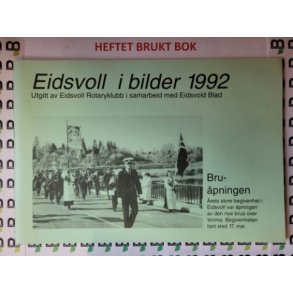 HEFTET BRUKT BOK
Eidsvoll i bilder 1992
Utgitt av Eidsvoll Rotaryklubb i samarbeid med Eidsvold Blad
Bru-
åpningen
Årets store begivenhet i
Eidsvoll var åpningen
av den nye brua over
Vorma. Begivenheten
fant sted 17. mai.